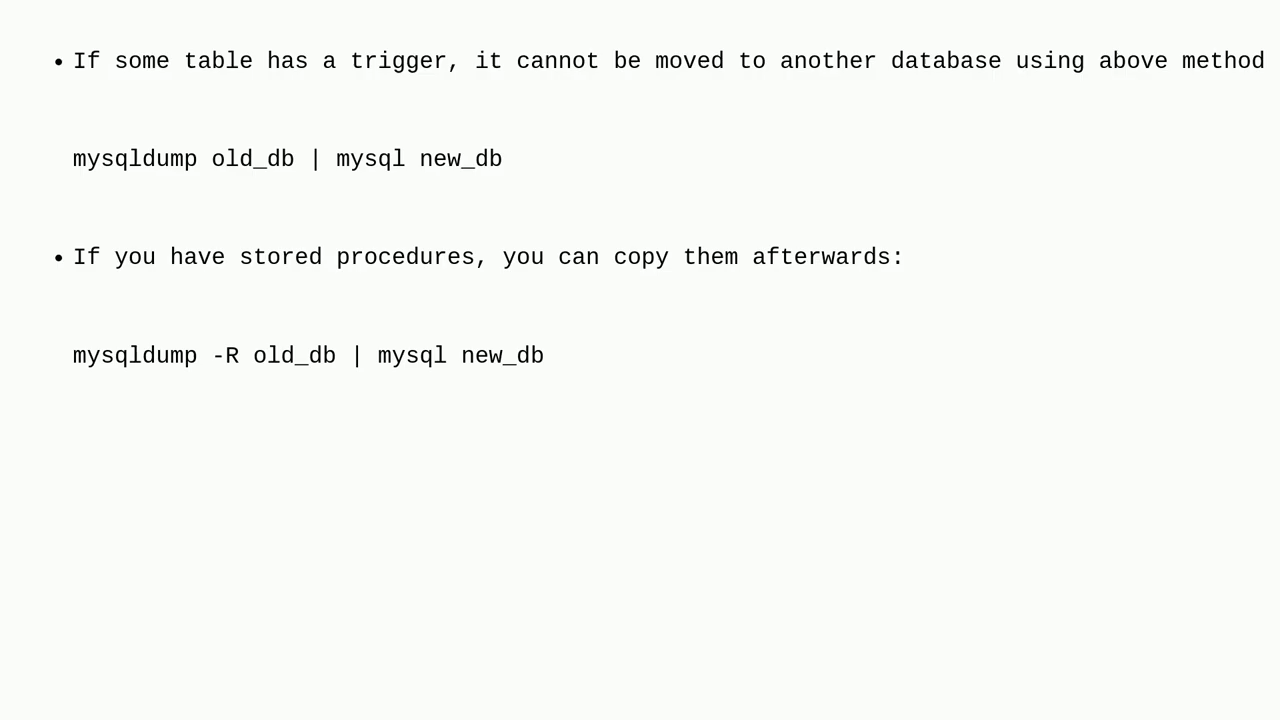 • If some table has a trigger, it cannot be moved to another database using above method
mysqldump old_db | mysql new_db
• If you have stored procedures, you can copy them afterwards:
mysqldump -R old_db | mysql new_db